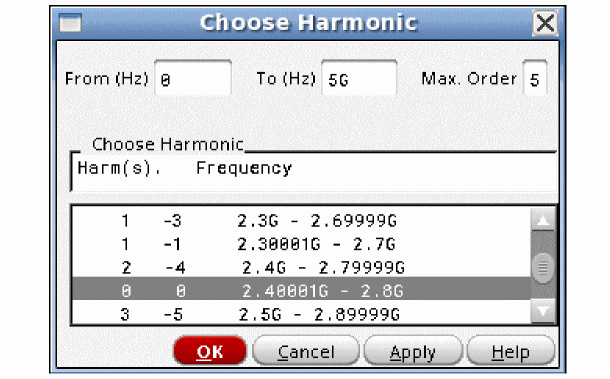 Choose Harmonic
From (Hz) 0 To (Hz) 5G Max. Order 5
Choose Harmonic
Harm(s). Frequency
1 -3 2.3G - 2.69999G
1 -1 2.30001G - 2.7G
2 -4 2.4G - 2.79999G
0 0 2.40001G - 2.8G
3 -5 2.5G - 2.89999G
OK Cancel Apply Help